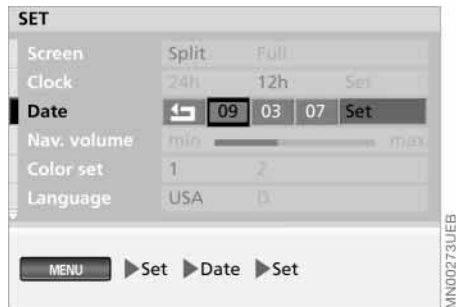 SET
Screen Split Full
Clock 24h 12h Set
Date 09 03 07 Set
Nav. volume min max
Color set 1 2
Language USA D
MENU Set Date Set
MN00273UEB